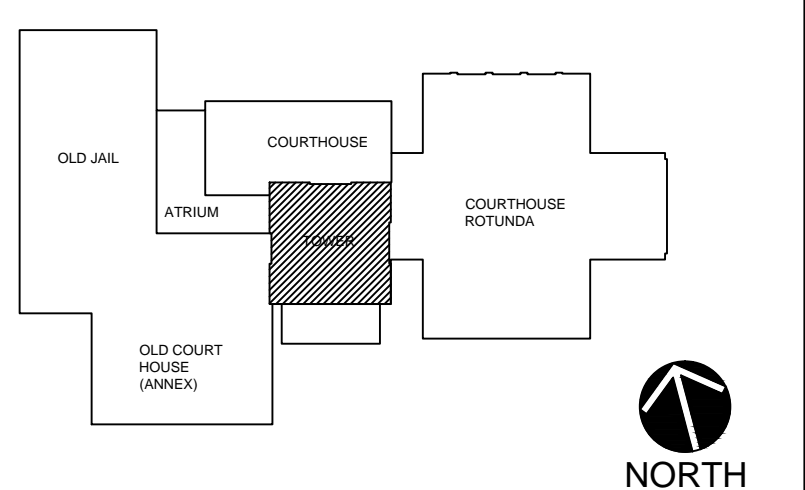 COURTHOUSE
OLD JAIL
COURTHOUSE
ROTUNDA
ATRIUM
TOWER
OLD COURT
HOUSE
(ANNEX)
NORTH